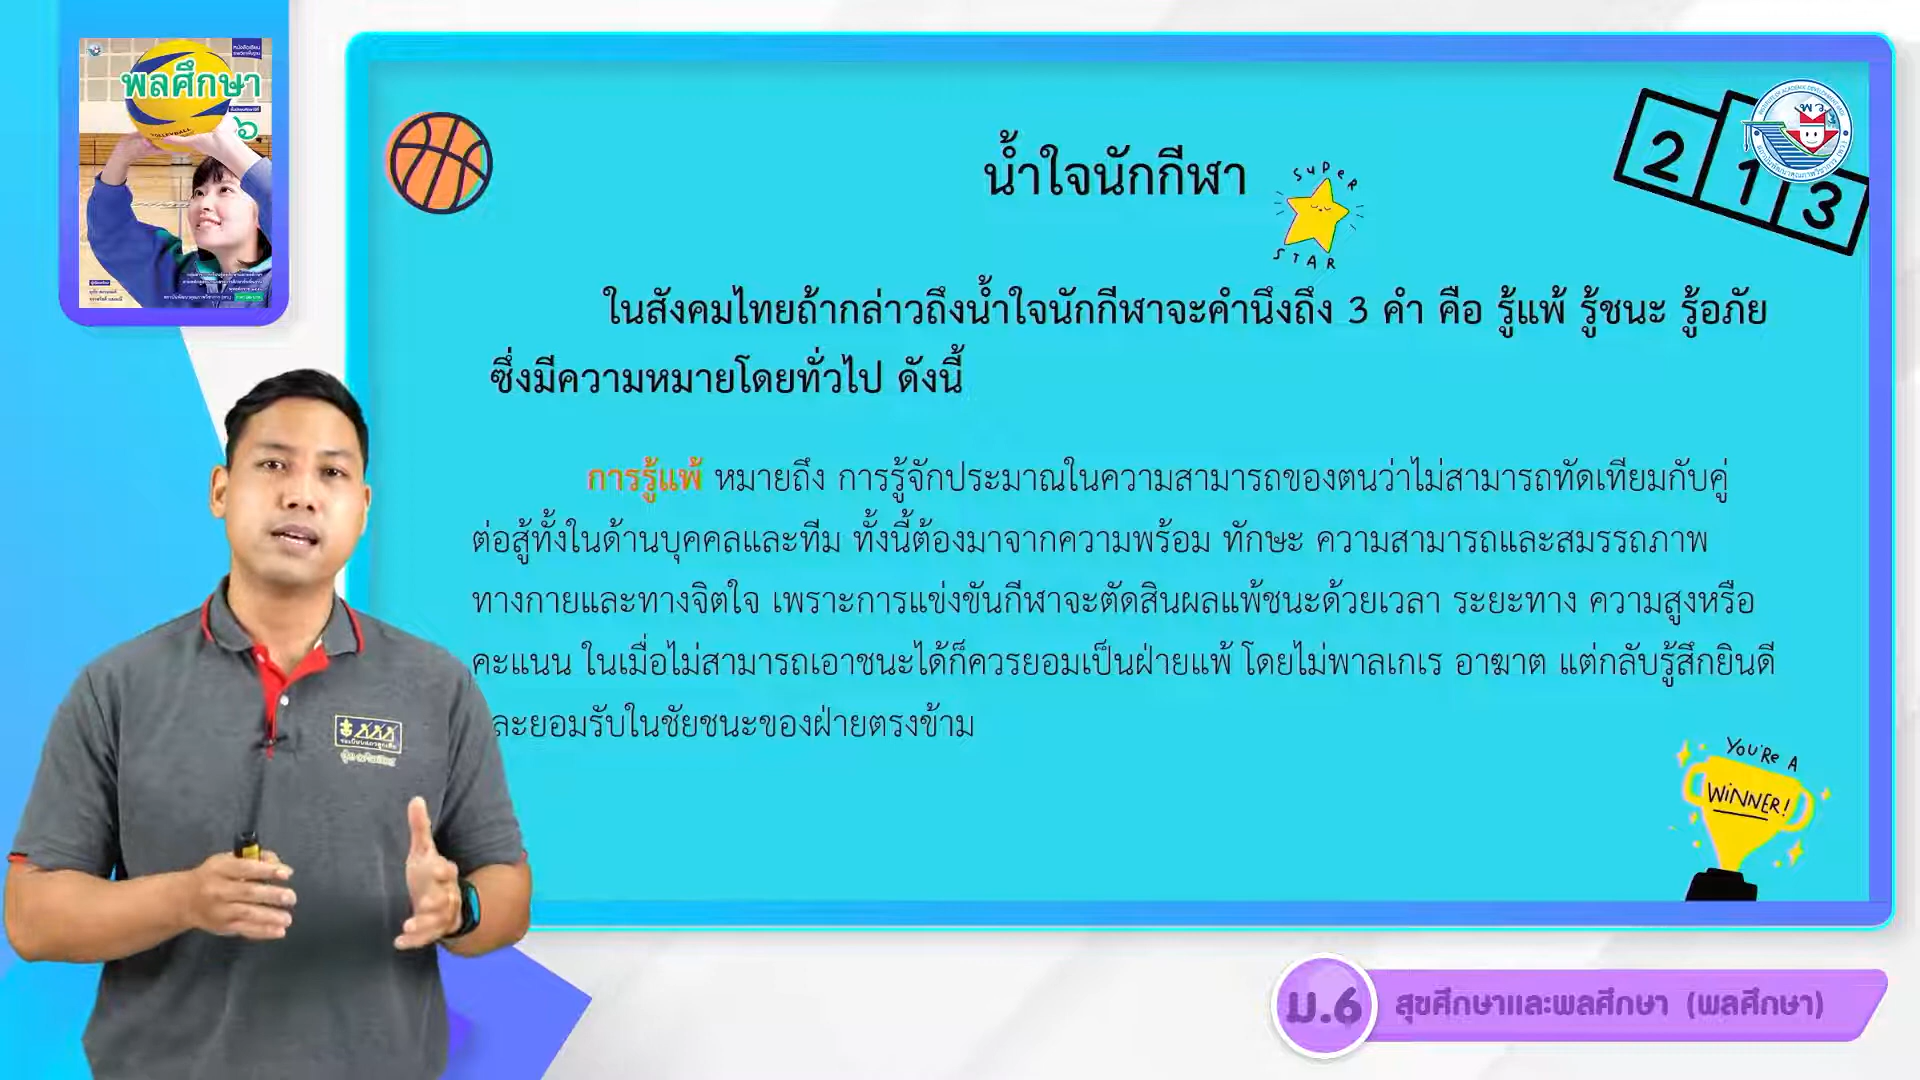 พลศึกษา
๖
VOLLEYBALL
น้ำใจนักกีฬา
SUPER
STAR
2 1 3
พว
ในสังคมไทยถ้ากล่าวถึงน้ำใจนักกีฬาจะคำนึงถึง 3 คำ คือ รู้แพ้ รู้ชนะ รู้อภัย
ซึ่งมีความหมายโดยทั่วไป ดังนี้
การรู้แพ้ หมายถึง การรู้จักประมาณในความสามารถของตนว่าไม่สามารถทัดเทียมกับคู่
ต่อสู้ทั้งในด้านบุคคลและทีม ทั้งนี้ต้องมาจากความพร้อม ทักษะ ความสามารถและสมรรถภาพ
ทางกายและทางจิตใจ เพราะการแข่งขันกีฬาจะตัดสินผลแพ้ชนะด้วยเวลา ระยะทาง ความสูงหรือ
คะแนน ในเมื่อไม่สามารถเอาชนะได้ก็ควรยอมเป็นฝ่ายแพ้ โดยไม่พาลเกเร อาฆาต แต่กลับรู้สึกยินดี
และยอมรับในชัยชนะของฝ่ายตรงข้าม
YOU'RE A
WINNER!
ม.6 สุขศึกษาและพลศึกษา (พลศึกษา)